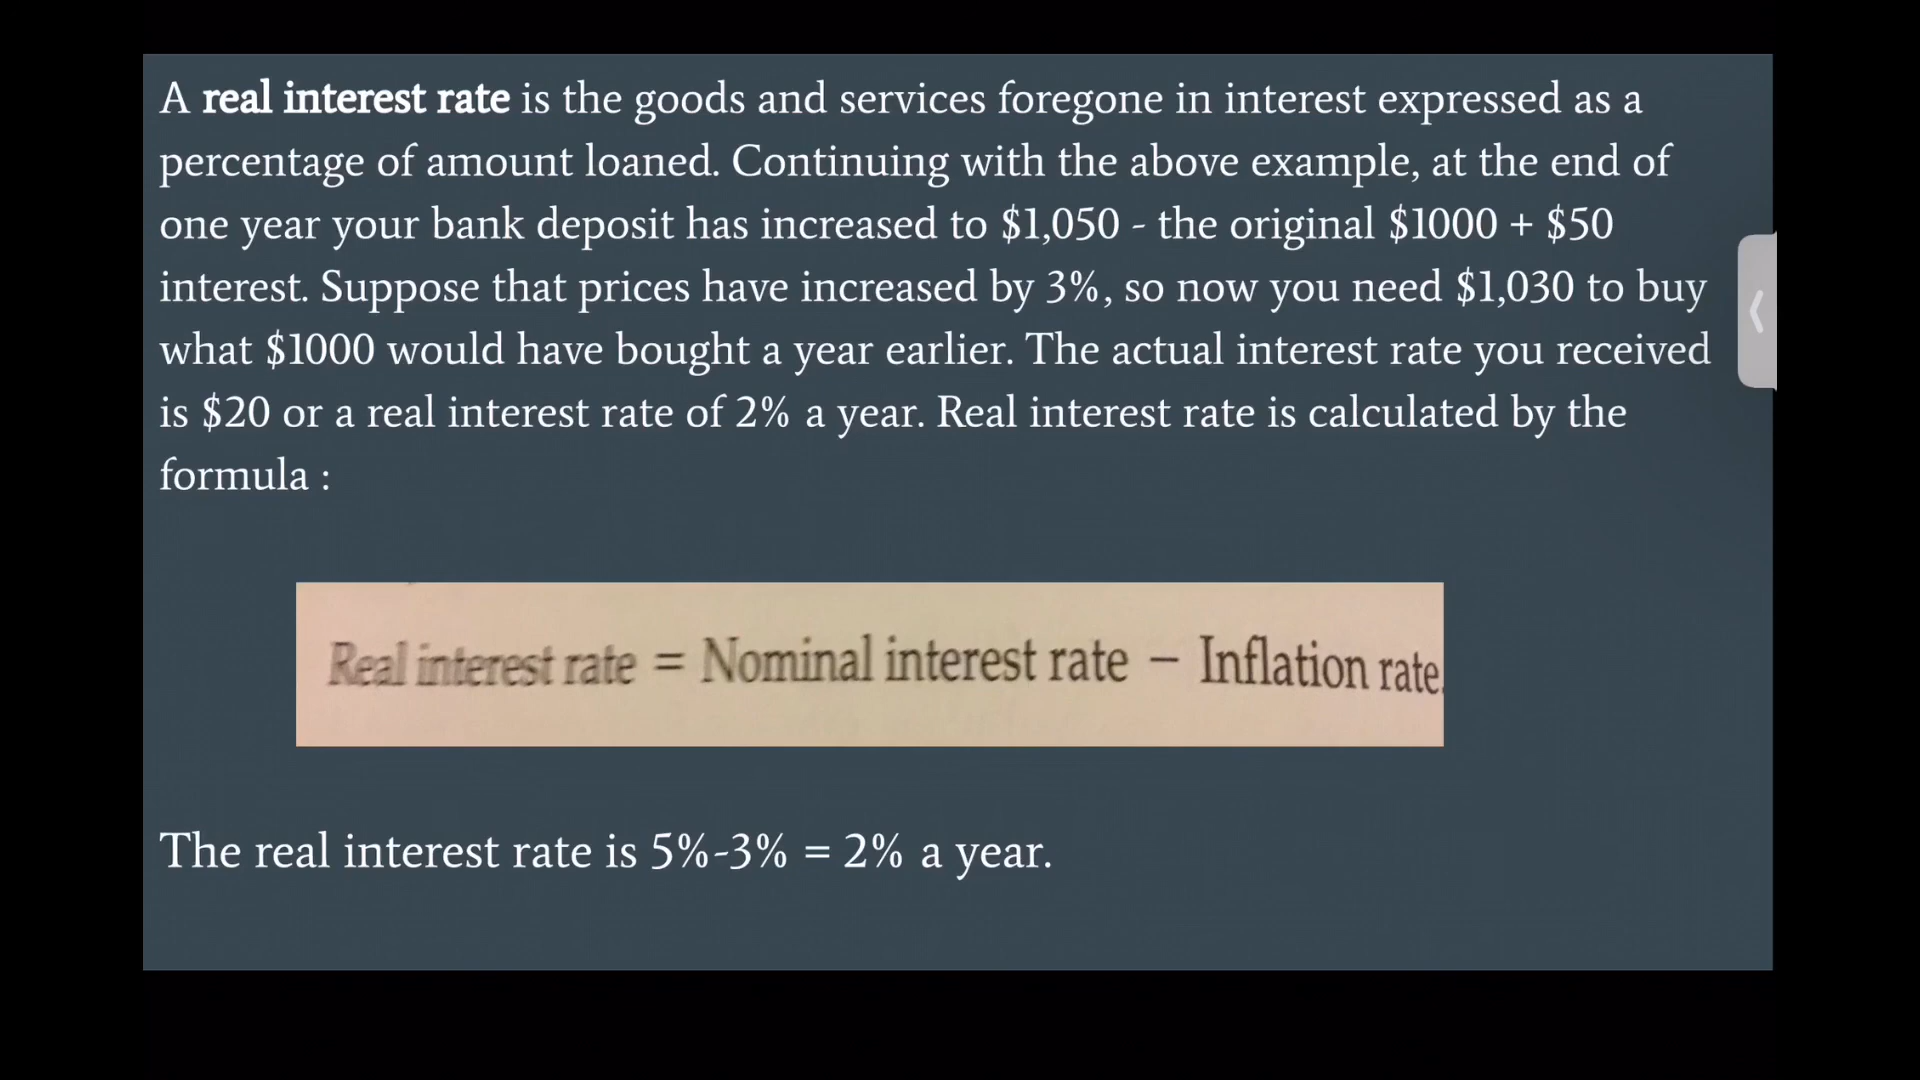 A real interest rate is the goods and services foregone in interest expressed as a
percentage of amount loaned. Continuing with the above example, at the end of
one year your bank deposit has increased to $1,050 - the original $1000 + $50
interest. Suppose that prices have increased by 3%, so now you need $1,030 to buy
what $1000 would have bought a year earlier. The actual interest rate you received
is $20 or a real interest rate of 2% a year. Real interest rate is calculated by the
formula :
Real interest rate = Nominal interest rate − Inflation rate.
The real interest rate is 5%-3% = 2% a year.